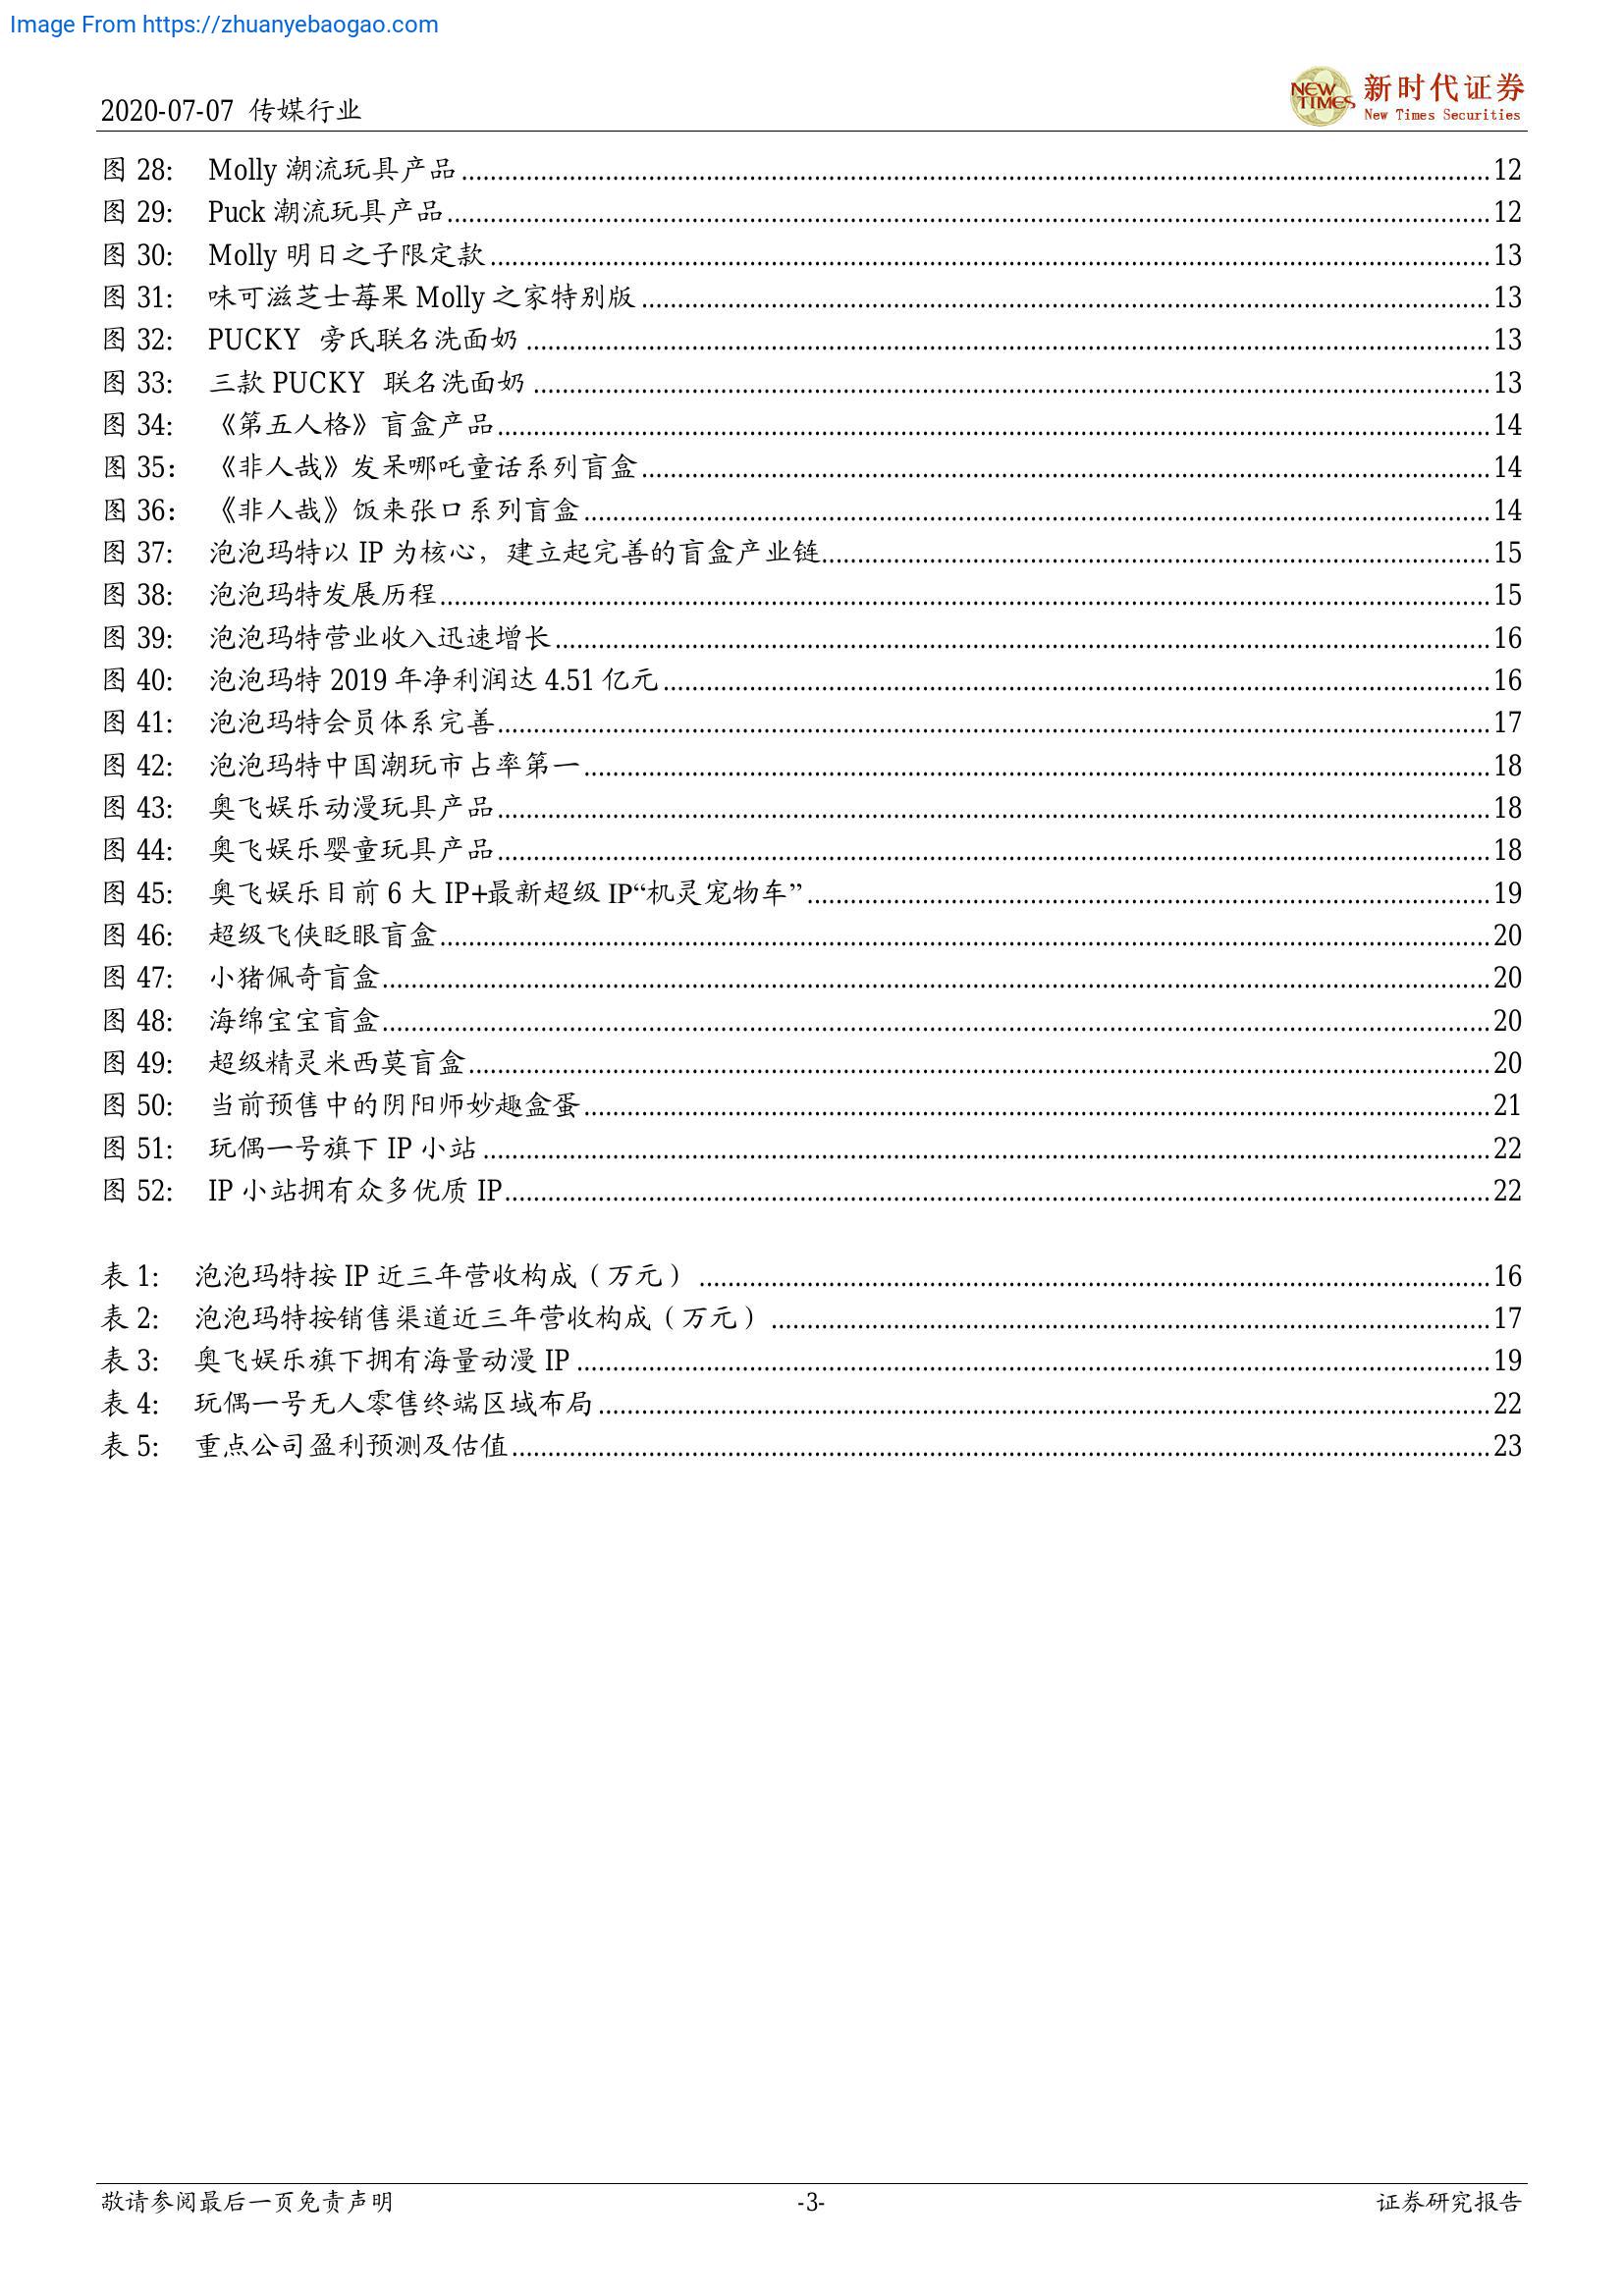 Image From https://zhuanyebaogao.com
2020-07-07 传媒行业
NEW TIMES
新时代证券
New Times Securities
图 28: Molly 潮流玩具产品 12
图 29: Puck 潮流玩具产品 12
图 30: Molly 明日之子限定款 13
图 31: 味可滋芝士莓果 Molly 之家特别版 13
图 32: PUCKY 旁氏联名洗面奶 13
图 33: 三款 PUCKY 联名洗面奶 13
图 34: 《第五人格》盲盒产品 14
图 35: 《非人哉》发呆哪吒童话系列盲盒 14
图 36: 《非人哉》饭来张口系列盲盒 14
图 37: 泡泡玛特以 IP 为核心，建立起完善的盲盒产业链 15
图 38: 泡泡玛特发展历程 15
图 39: 泡泡玛特营业收入迅速增长 16
图 40: 泡泡玛特 2019 年净利润达 4.51 亿元 16
图 41: 泡泡玛特会员体系完善 17
图 42: 泡泡玛特中国潮玩市占率第一 18
图 43: 奥飞娱乐动漫玩具产品 18
图 44: 奥飞娱乐婴童玩具产品 18
图 45: 奥飞娱乐目前 6 大 IP+最新超级 IP“机灵宠物车” 19
图 46: 超级飞侠眨眼盲盒 20
图 47: 小猪佩奇盲盒 20
图 48: 海绵宝宝盲盒 20
图 49: 超级精灵米西莫盲盒 20
图 50: 当前预售中的阴阳师妙趣盒蛋 21
图 51: 玩偶一号旗下 IP 小站 22
图 52: IP 小站拥有众多优质 IP 22
表 1: 泡泡玛特按 IP 近三年营收构成（万元） 16
表 2: 泡泡玛特按销售渠道近三年营收构成（万元） 17
表 3: 奥飞娱乐旗下拥有海量动漫 IP 19
表 4: 玩偶一号无人零售终端区域布局 22
表 5: 重点公司盈利预测及估值 23
敬请参阅最后一页免责声明 -3- 证券研究报告